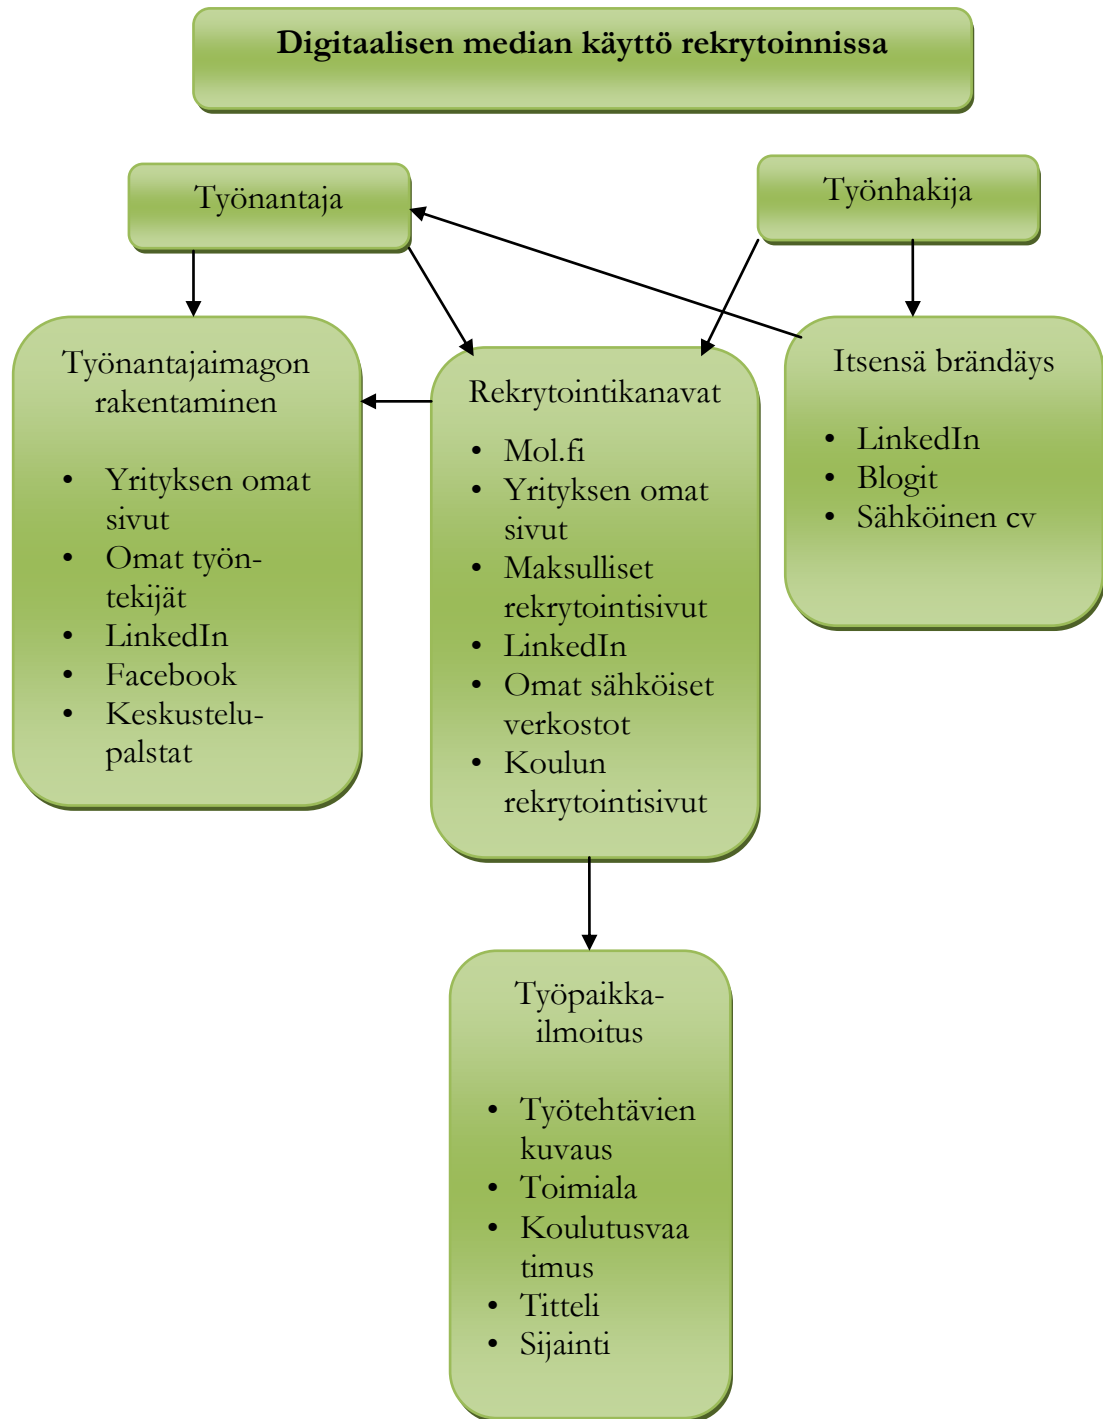 Digitaalisen median käyttö rekrytoinnissa
Työnantaja
Työnhakija
Työnantajaimagon
rakentaminen
• Yrityksen omat
sivut
• Omat työn-
tekijät
• LinkedIn
• Facebook
• Keskustelu-
palstat
Rekrytointikanavat
• Mol.fi
• Yrityksen omat
sivut
• Maksulliset
rekrytointisivut
• LinkedIn
• Omat sähköiset
verkostot
• Koulun
rekrytointisivut
Itsensä brändäys
• LinkedIn
• Blogit
• Sähköinen cv
Työpaikka-
ilmoitus
• Työtehtävien
kuvaus
• Toimiala
• Koulutusvaa
timus
• Titteli
• Sijainti